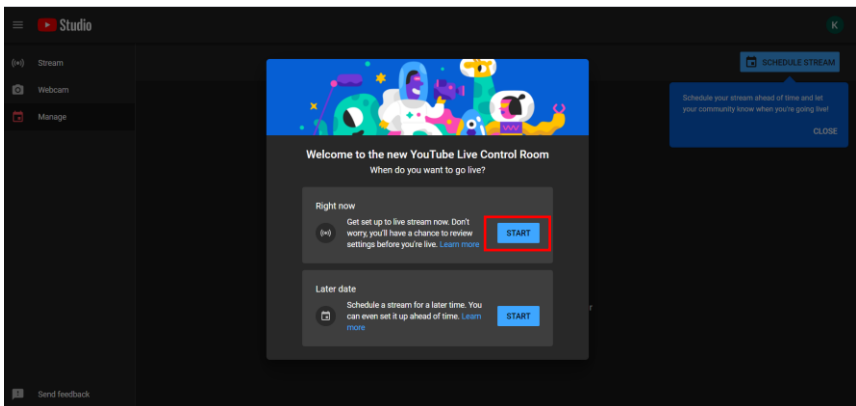 Studio
K
Stream
SCHEDULE STREAM
Webcam
Manage
Schedule your stream ahead of time and let
your community know when you're going live!
CLOSE
Welcome to the new YouTube Live Control Room
When do you want to go live?
Right now
Get set up to live stream now. Don't
worry, you'll have a chance to review
settings before you're live. Learn more
START
Later date
Schedule a stream for a later time. You
can even set it up ahead of time. Learn
more
START
Send feedback